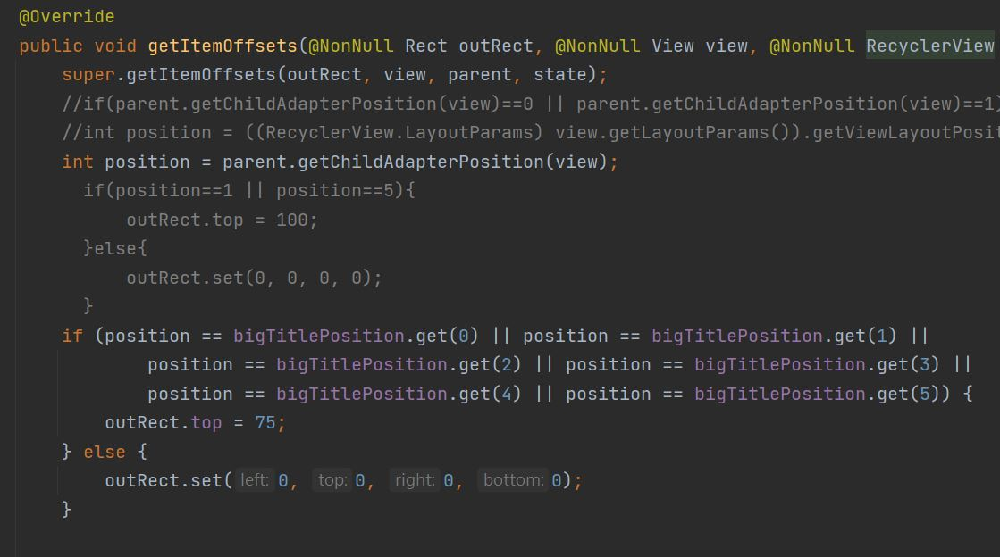 @Override
public void getItemOffsets(@NonNull Rect outRect, @NonNull View view, @NonNull RecyclerView
super.getItemOffsets(outRect, view, parent, state);
//if(parent.getChildAdapterPosition(view)==0 || parent.getChildAdapterPosition(view)==1)
//int position = ((RecyclerView.LayoutParams) view.getLayoutParams()).getViewLayoutPosit
int position = parent.getChildAdapterPosition(view);
if(position==1 || position==5){
outRect.top = 100;
}else{
outRect.set(0, 0, 0, 0);
}
if (position == bigTitlePosition.get(0) || position == bigTitlePosition.get(1) ||
position == bigTitlePosition.get(2) || position == bigTitlePosition.get(3) ||
position == bigTitlePosition.get(4) || position == bigTitlePosition.get(5)) {
outRect.top = 75;
} else {
outRect.set( left: 0, top: 0, right: 0, bottom: 0);
}